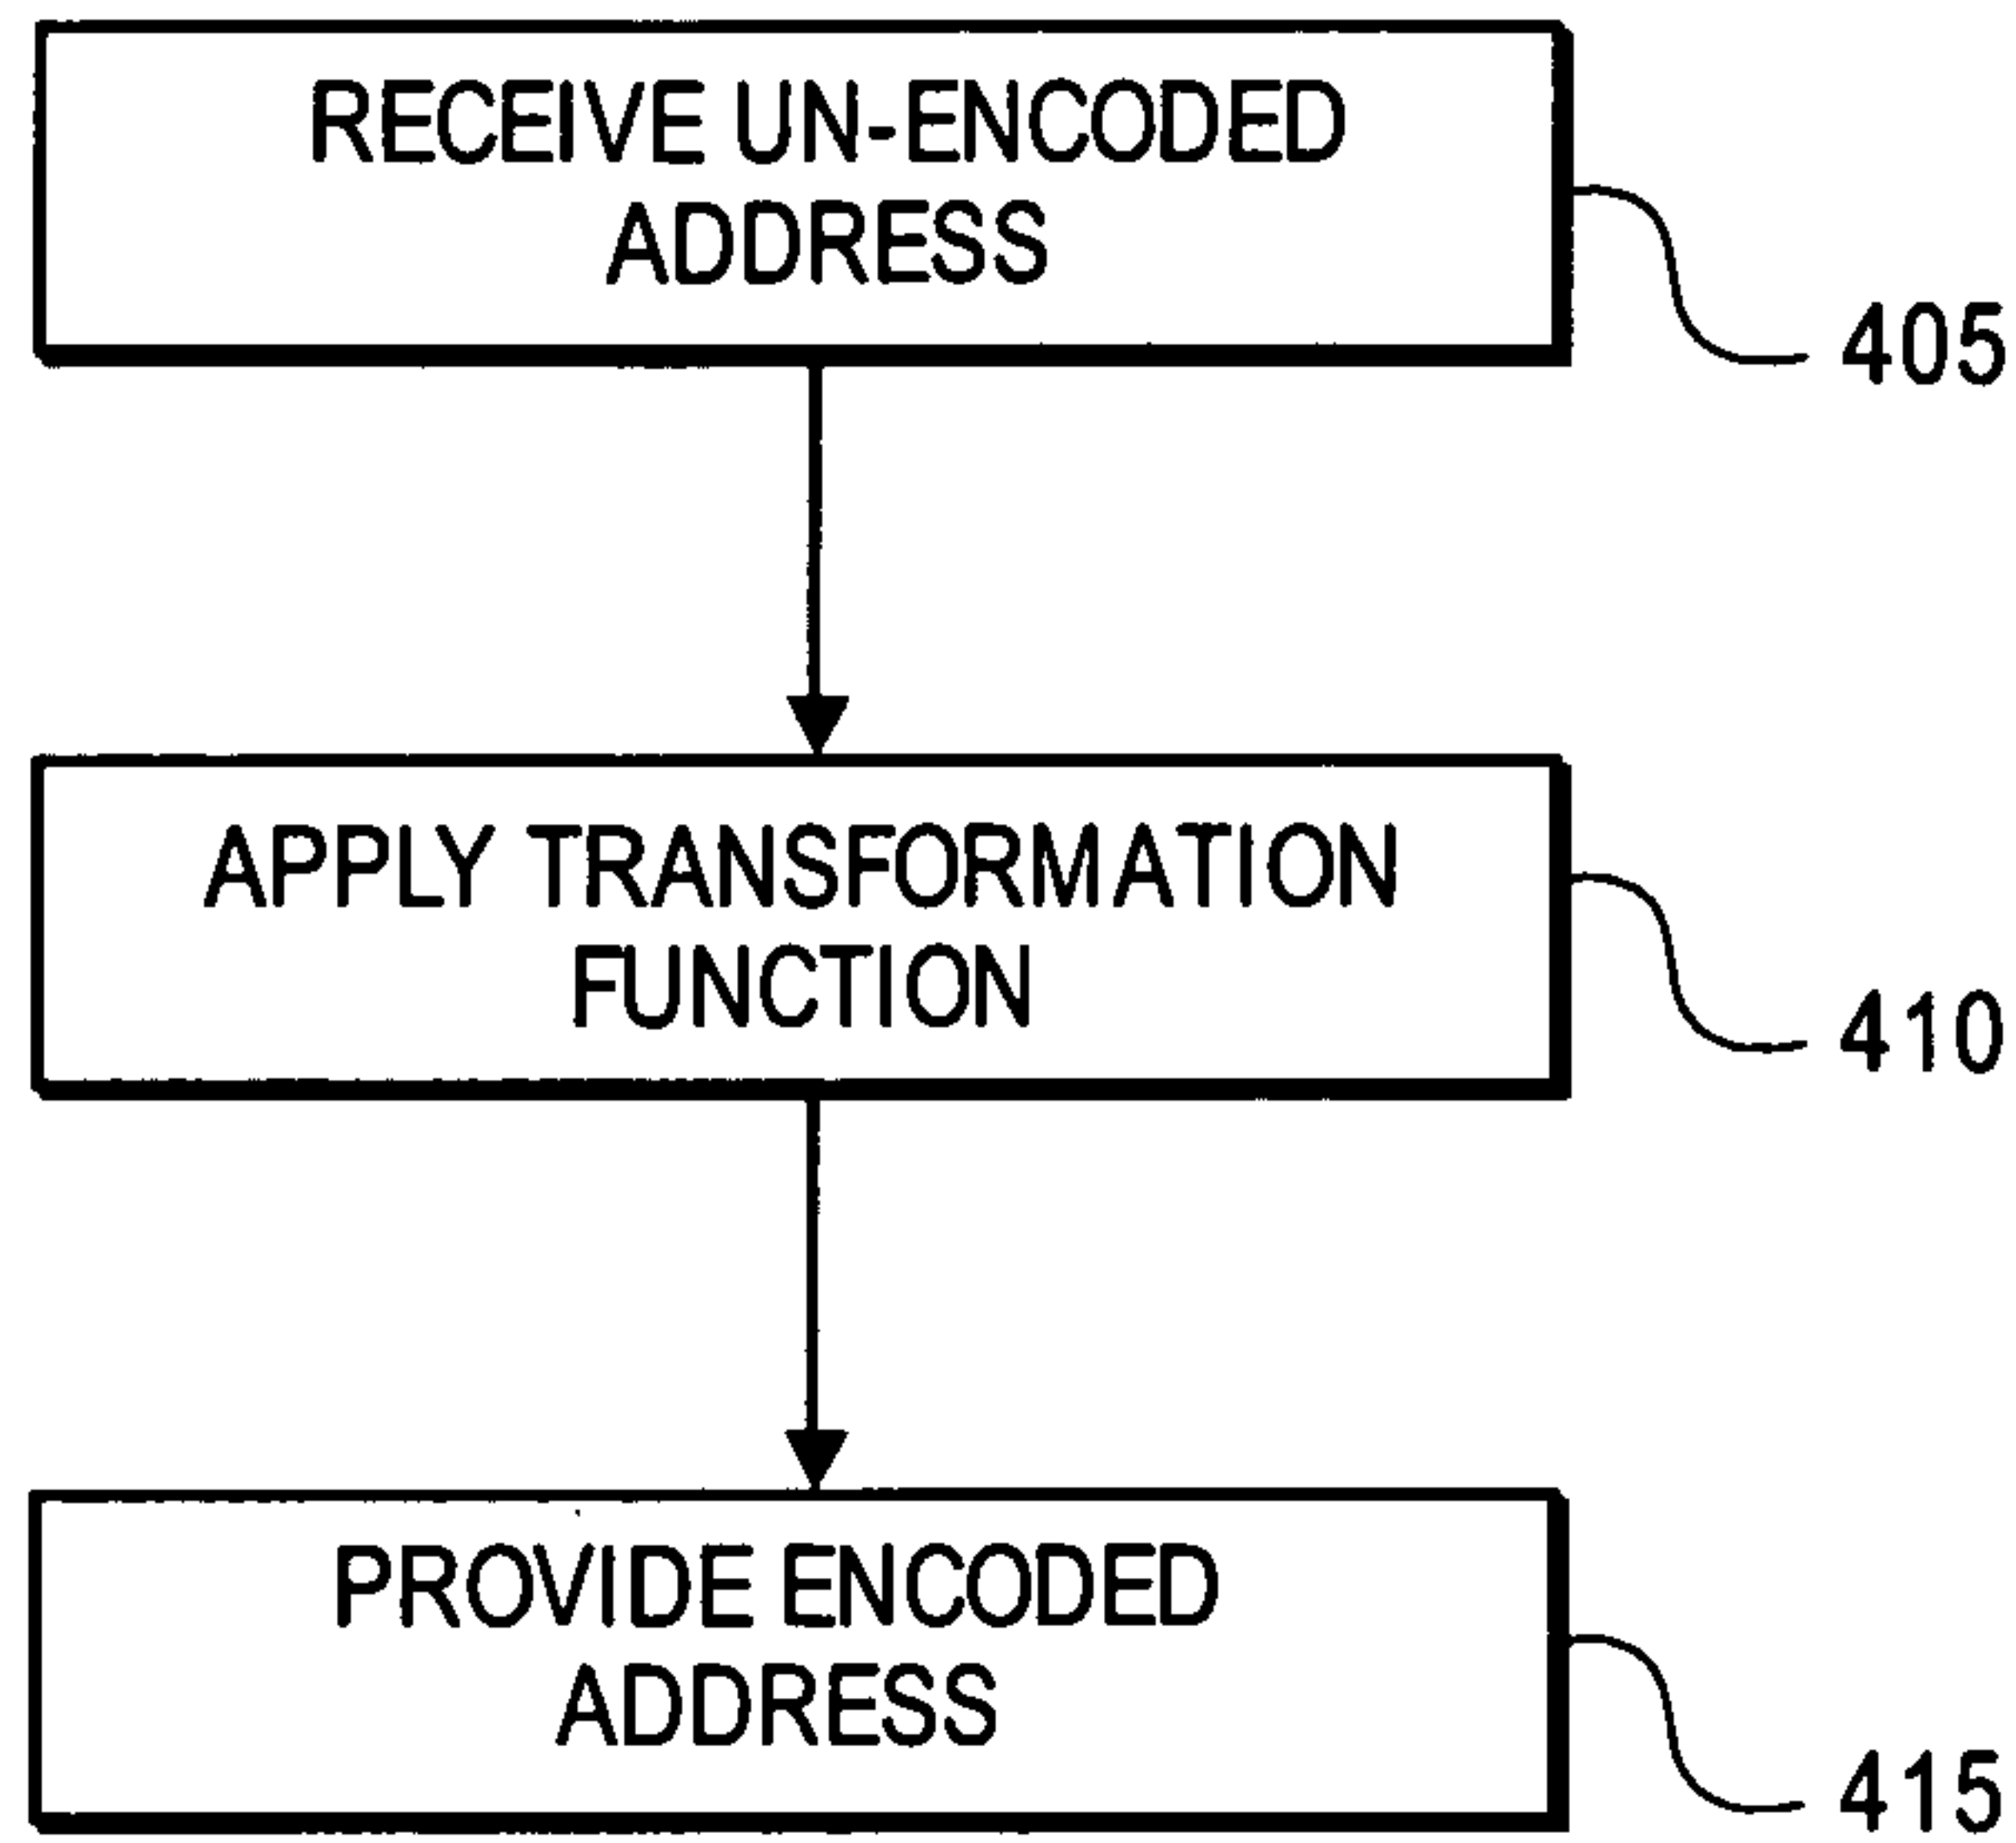 RECEIVE UN-ENCODED
ADDRESS
405
APPLY TRANSFORMATION
FUNCTION
410
PROVIDE ENCODED
ADDRESS
415